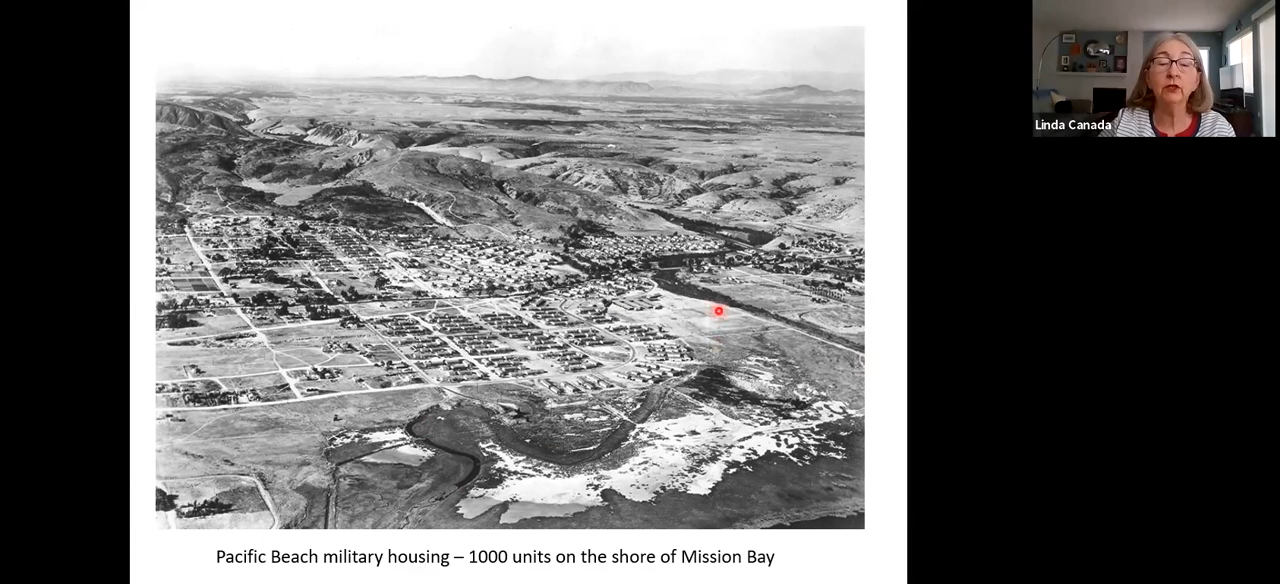 Linda Canada
Pacific Beach military housing – 1000 units on the shore of Mission Bay